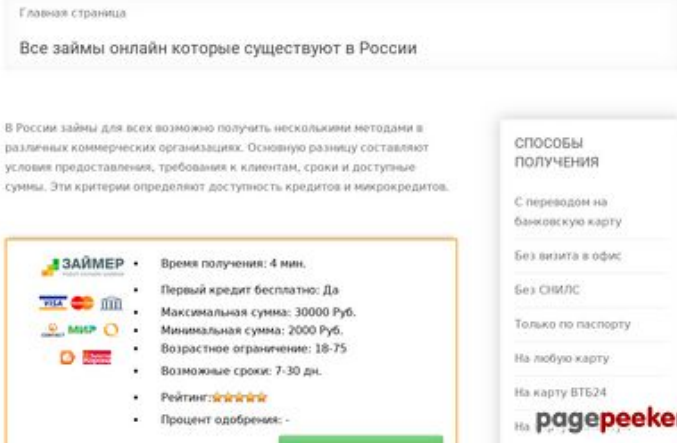 Главная страница
Все займы онлайн которые существуют в России
В России займы для всех возможно получить несколькими методами в
различных коммерческих организациях. Основную разницу составляют
условия предоставления, требования к клиентам, сроки и доступные
суммы. Эти критерии определяют доступность кредитов и микрокредитов.
ЗАЙМЕР
VISA
CONTACT МИР
Время получения: 4 мин.
Первый кредит бесплатно: Да
Максимальная сумма: 30000 Руб.
Минимальная сумма: 2000 Руб.
Возрастное ограничение: 18-75
Возможные сроки: 7-30 дн.
Рейтинг:
Процент одобрения: -
СПОСОБЫ
ПОЛУЧЕНИЯ
С переводом на
банковскую карту
Без визита в офис
Без СНИЛС
Только по паспорту
На любую карту
На карту ВТБ24
На
pagepeeker